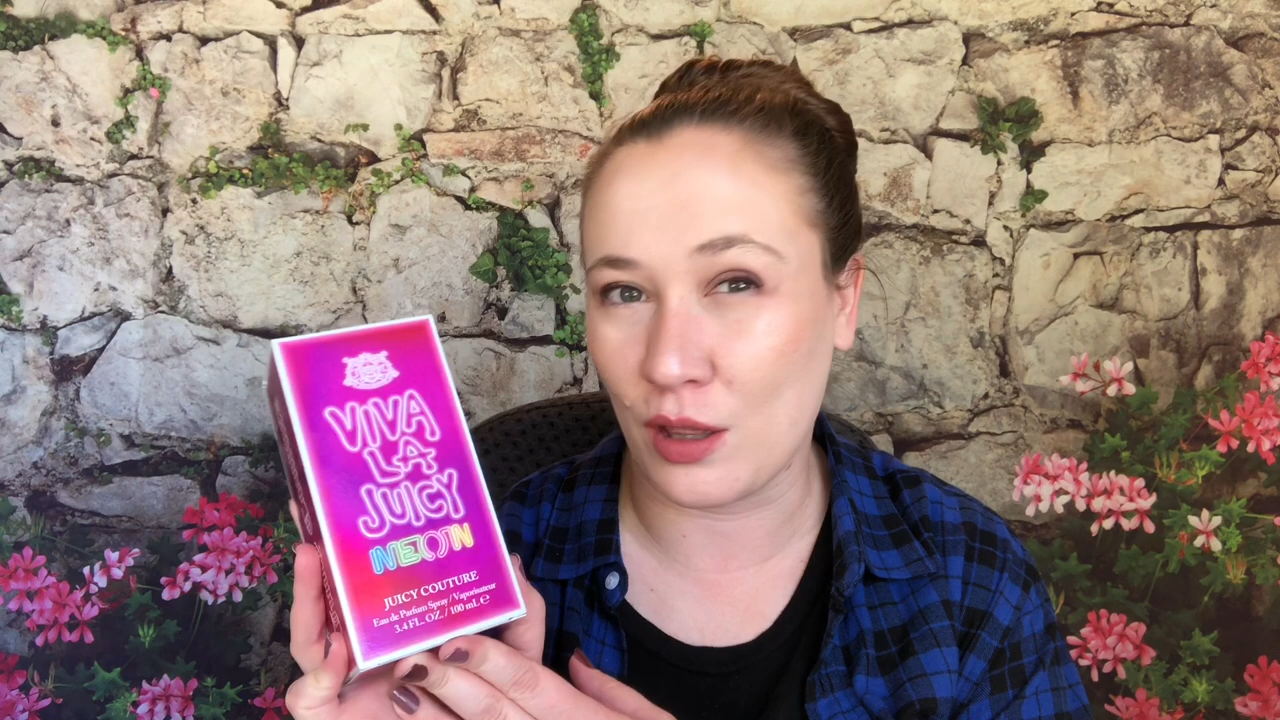 VIVA
LA
JUICY
NEON
JUICY COUTURE
Eau de Parfum Spray / Vaporisateur
3.4 FL. OZ. / 100 mL ℮